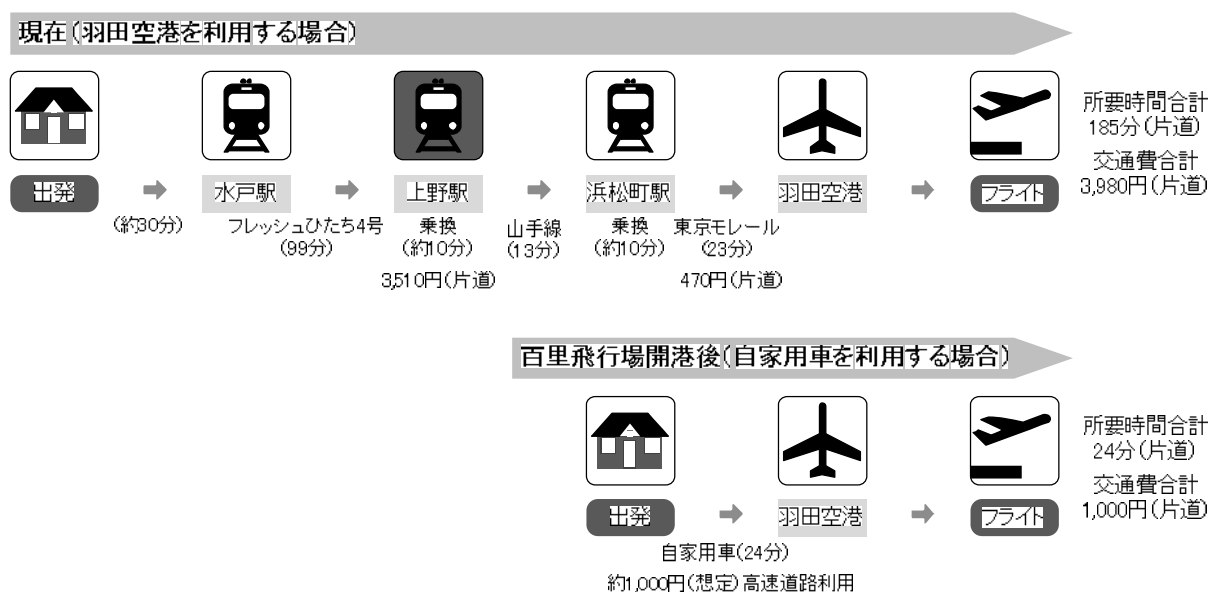 現在(羽田空港を利用する場合)
出発
水戸駅
上野駅
浜松町駅
羽田空港
フライト
(約30分)
フレッシュひたち4号
(99分)
乗換
(約10分)
3,510円(片道)
山手線
(13分)
乗換
(約10分)
東京モレール
(23分)
470円(片道)
所要時間合計
185分(片道)
交通費合計
3,980円(片道)
百里飛行場開港後(自家用車を利用する場合)
出発
羽田空港
フライト
自家用車(24分)
約1,000円(想定)高速道路利用
所要時間合計
24分(片道)
交通費合計
1,000円(片道)